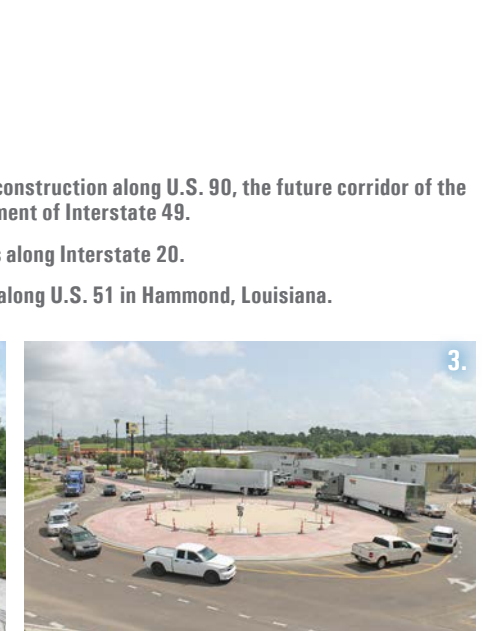 construction along U.S. 90, the future corridor of the
ment of Interstate 49.
along Interstate 20.
along U.S. 51 in Hammond, Louisiana.
3.